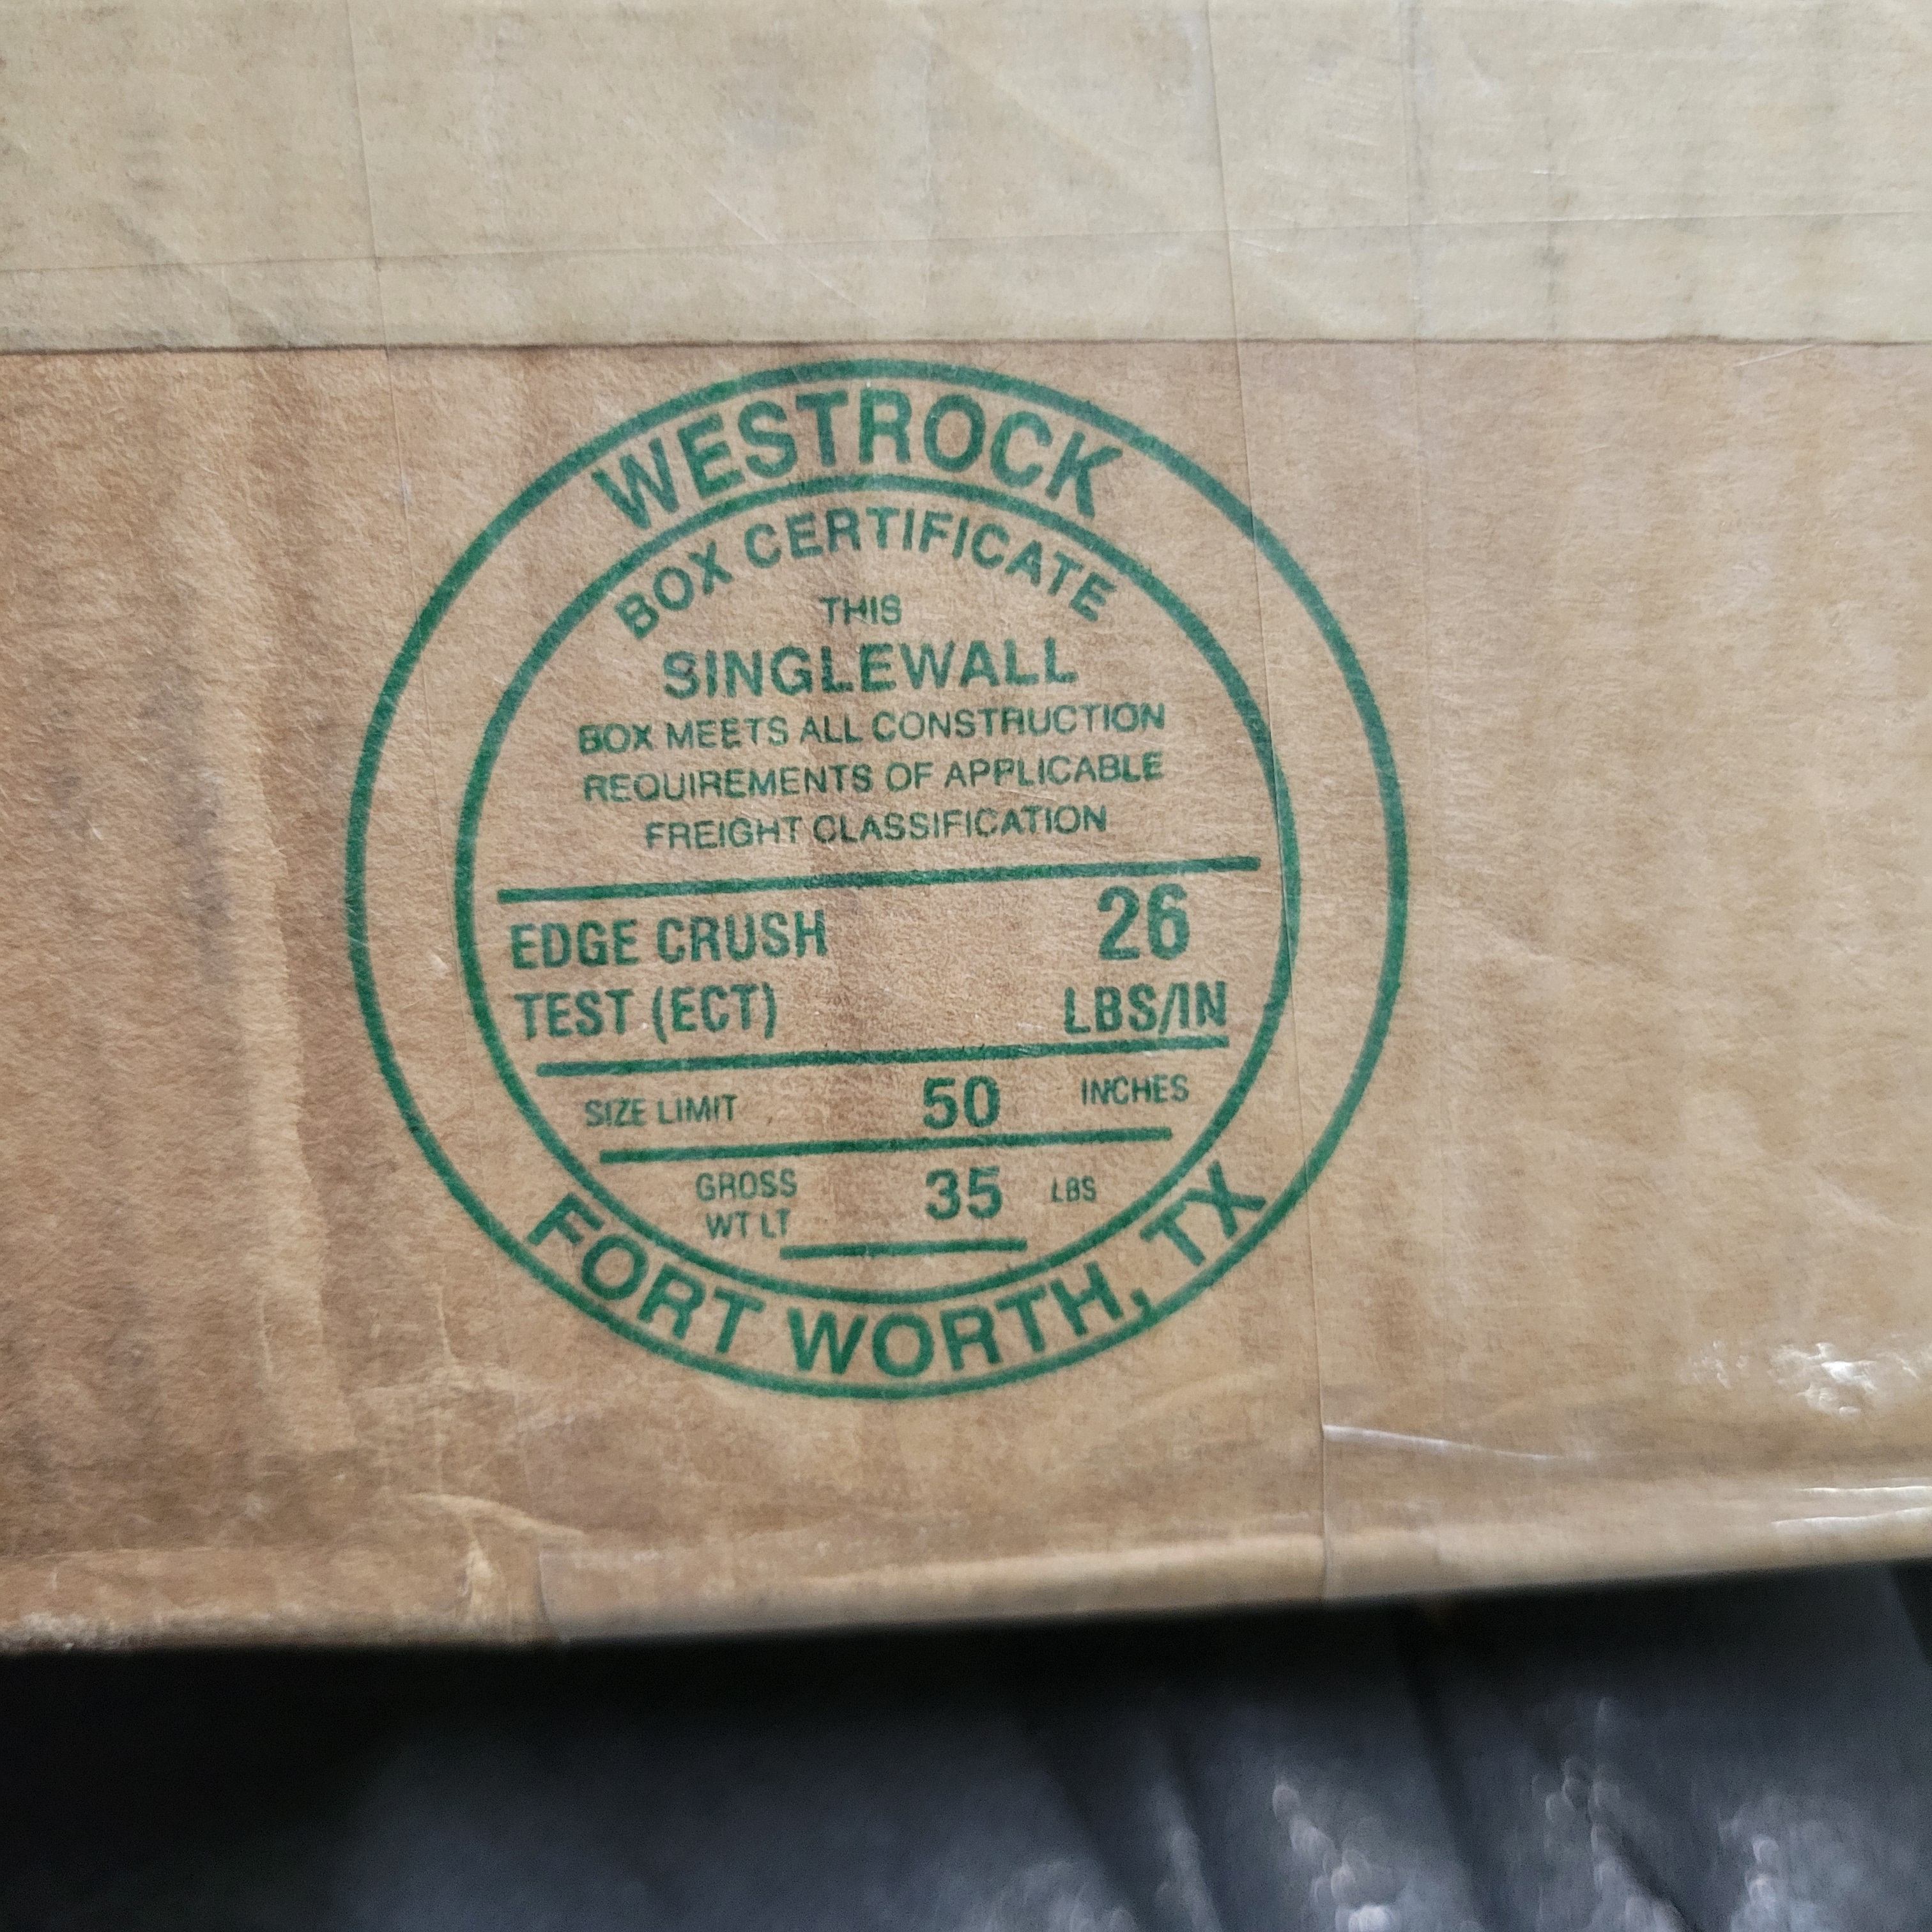 WESTROCK
BOX CERTIFICATE
THIS
SINGLEWALL
BOX MEETS ALL CONSTRUCTION
REQUIREMENTS OF APPLICABLE
FREIGHT CLASSIFICATION
EDGE CRUSH 26
TEST (ECT) LBS/IN
SIZE LIMIT 50 INCHES
GROSS 35 LBS
WT LT
FORT WORTH, TX